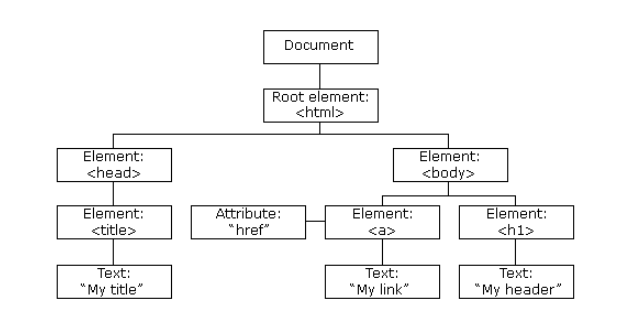 Document
Root element:
<html>
Element:
<head>
Element:
<body>
Element:
<title>
Attribute:
"href"
Element:
<a>
Element:
<h1>
Text:
"My title"
Text:
"My link"
Text:
"My header"